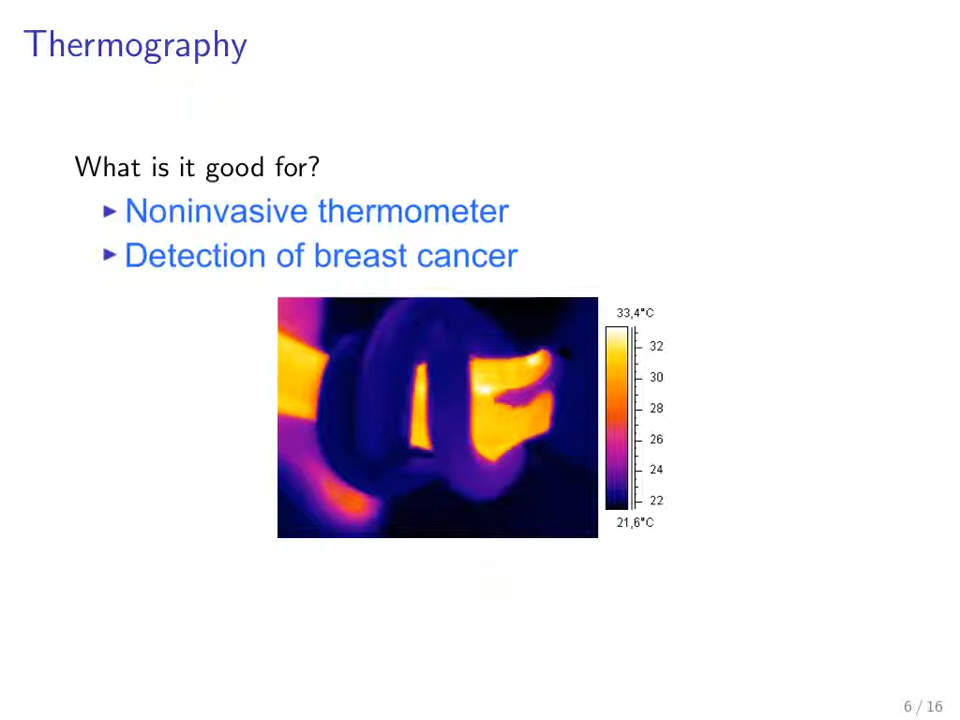 Thermography
What is it good for?
Noninvasive thermometer
Detection of breast cancer
33,4°C
32
30
28
26
24
22
21,6°C
6 / 16